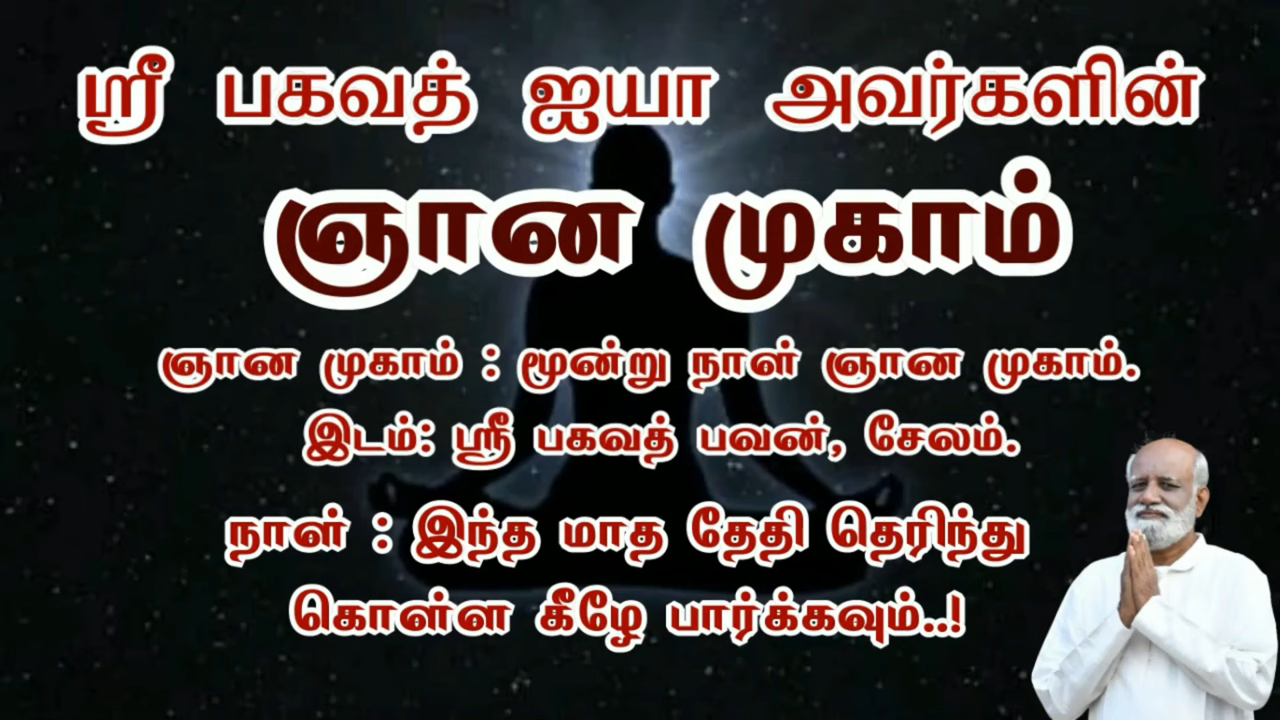 ஸ்ரீ பகவத் ஐயா அவர்களின்
ஞான முகாம்
ஞான முகாம் : மூன்று நாள் ஞான முகாம்.
இடம்: ஸ்ரீ பகவத் பவன், சேலம்.
நாள் : இந்த மாத தேதி தெரிந்து
கொள்ள கீழே பார்க்கவும்..!